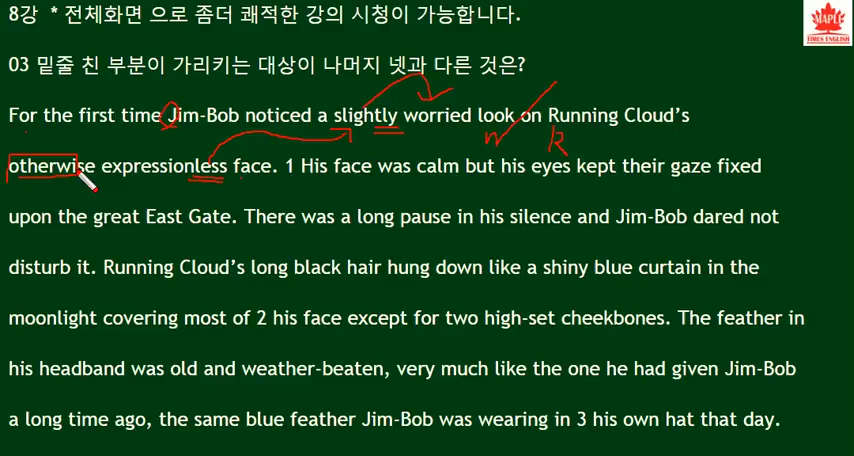 8강 * 전체화면 으로 좀더 쾌적한 강의 시청이 가능합니다.
MAPLE
TIMES ENGLISH
03 밑줄 친 부분이 가리키는 대상이 나머지 넷과 다른 것은?
For the first time Jim-Bob noticed a slightly worried look on Running Cloud's
otherwise expressionless face. 1 His face was calm but his eyes kept their gaze fixed
upon the great East Gate. There was a long pause in his silence and Jim-Bob dared not
disturb it. Running Cloud's long black hair hung down like a shiny blue curtain in the
moonlight covering most of 2 his face except for two high-set cheekbones. The feather in
his headband was old and weather-beaten, very much like the one he had given Jim-Bob
a long time ago, the same blue feather Jim-Bob was wearing in 3 his own hat that day.